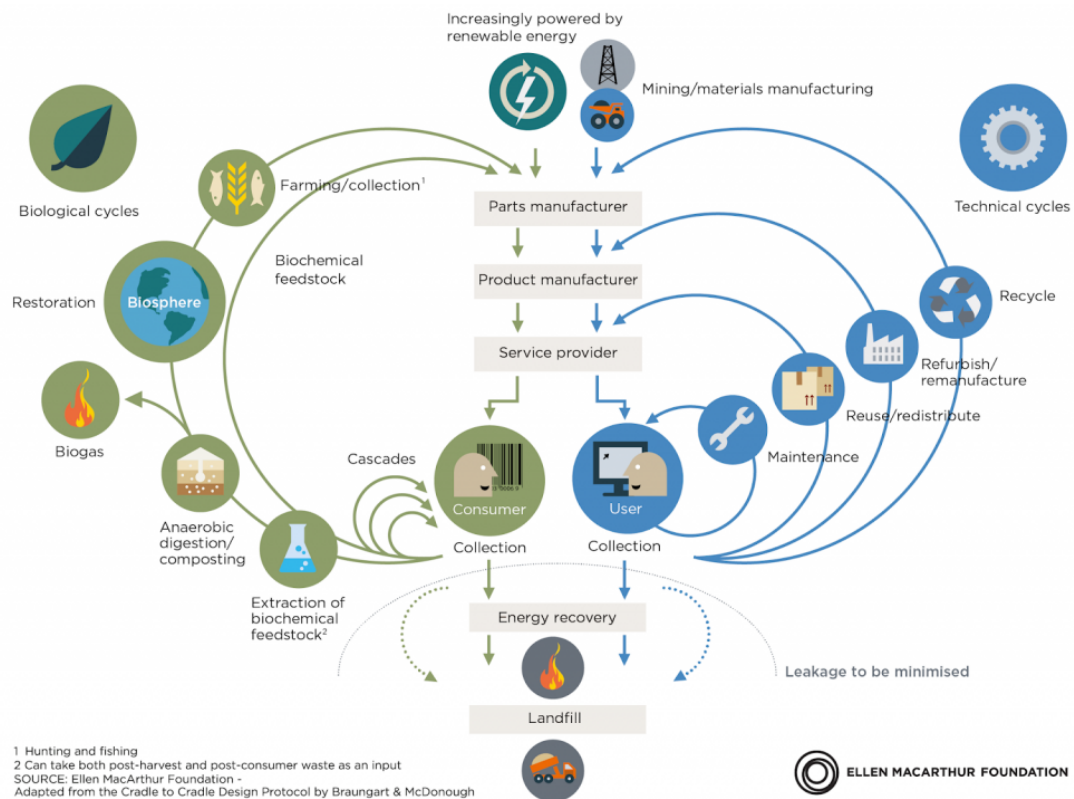 Increasingly powered by
renewable energy
Mining/materials manufacturing
Biological cycles
Farming/collection1
Technical cycles
Parts manufacturer
Biochemical
feedstock
Product manufacturer
Restoration
Biosphere
Recycle
Service provider
Refurbish/
remanufacture
Reuse/redistribute
Biogas
Cascades
Maintenance
Consumer
User
Anaerobic
digestion/
composting
Collection
Collection
Extraction of
biochemical
feedstock2
Energy recovery
Leakage to be minimised
Landfill
1 Hunting and fishing
2 Can take both post-harvest and post-consumer waste as an input
SOURCE: Ellen MacArthur Foundation -
Adapted from the Cradle to Cradle Design Protocol by Braungart & McDonough
ELLEN MACARTHUR FOUNDATION